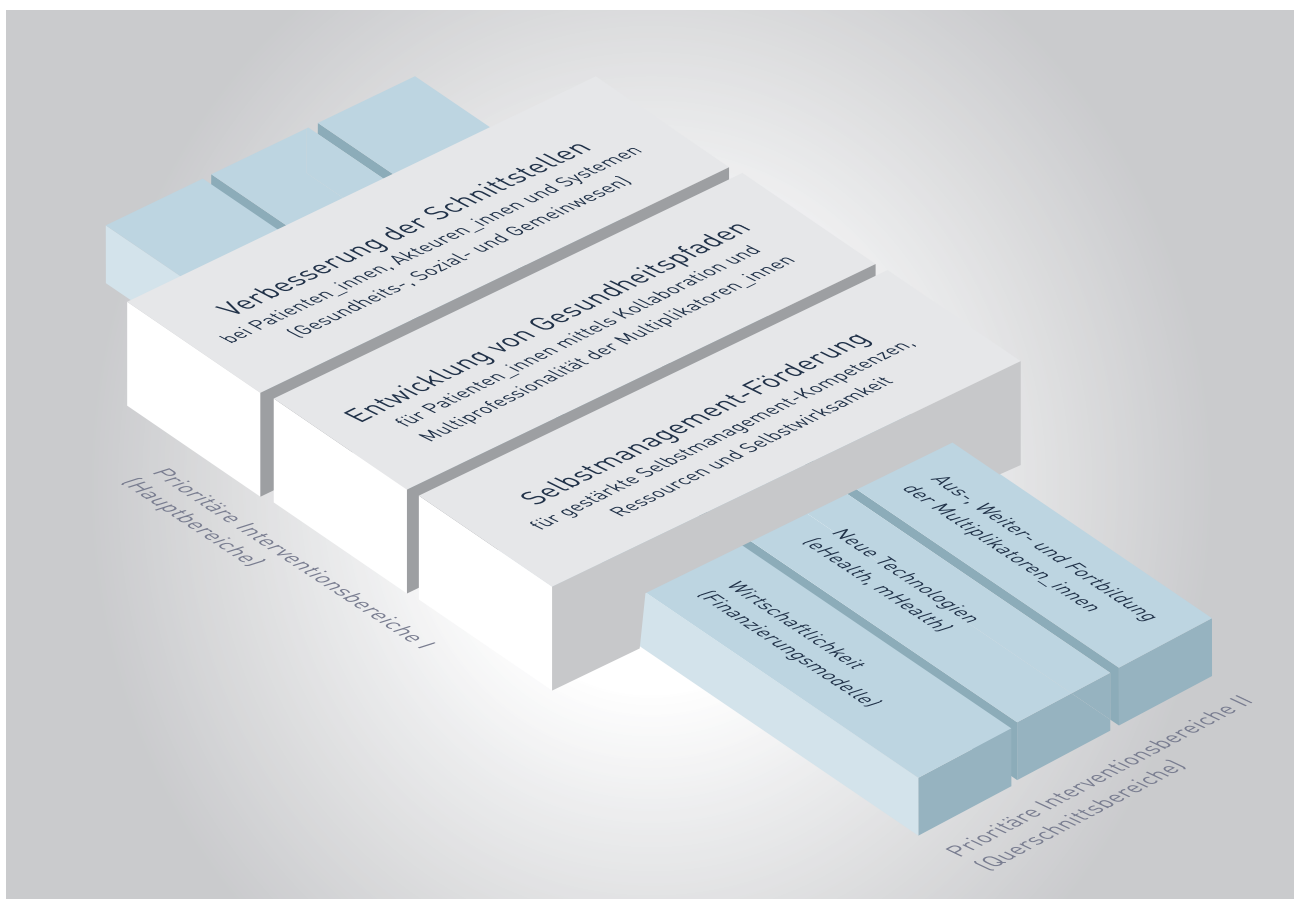 Verbesserung der Schnittstellen
bei Patienten_innen, Akteuren_innen und Systemen
(Gesundheits-, Sozial- und Gemeinwesen)
Entwicklung von Gesundheitspfaden
für Patienten_innen mittels Kollaboration und
Multiprofessionalität der Multiplikatoren_innen
Selbstmanagement-Förderung
für gestärkte Selbstmanagement-Kompetenzen,
Ressourcen und Selbstwirksamkeit
Prioritäre Interventionsbereiche I
(Hauptbereiche)
Aus-, Weiter- und Fortbildung
der Multiplikatoren_innen
Neue Technologien
(eHealth, mHealth)
Wirtschaftlichkeit
(Finanzierungsmodelle)
Prioritäre Interventionsbereiche II
(Querschnittsbereiche)